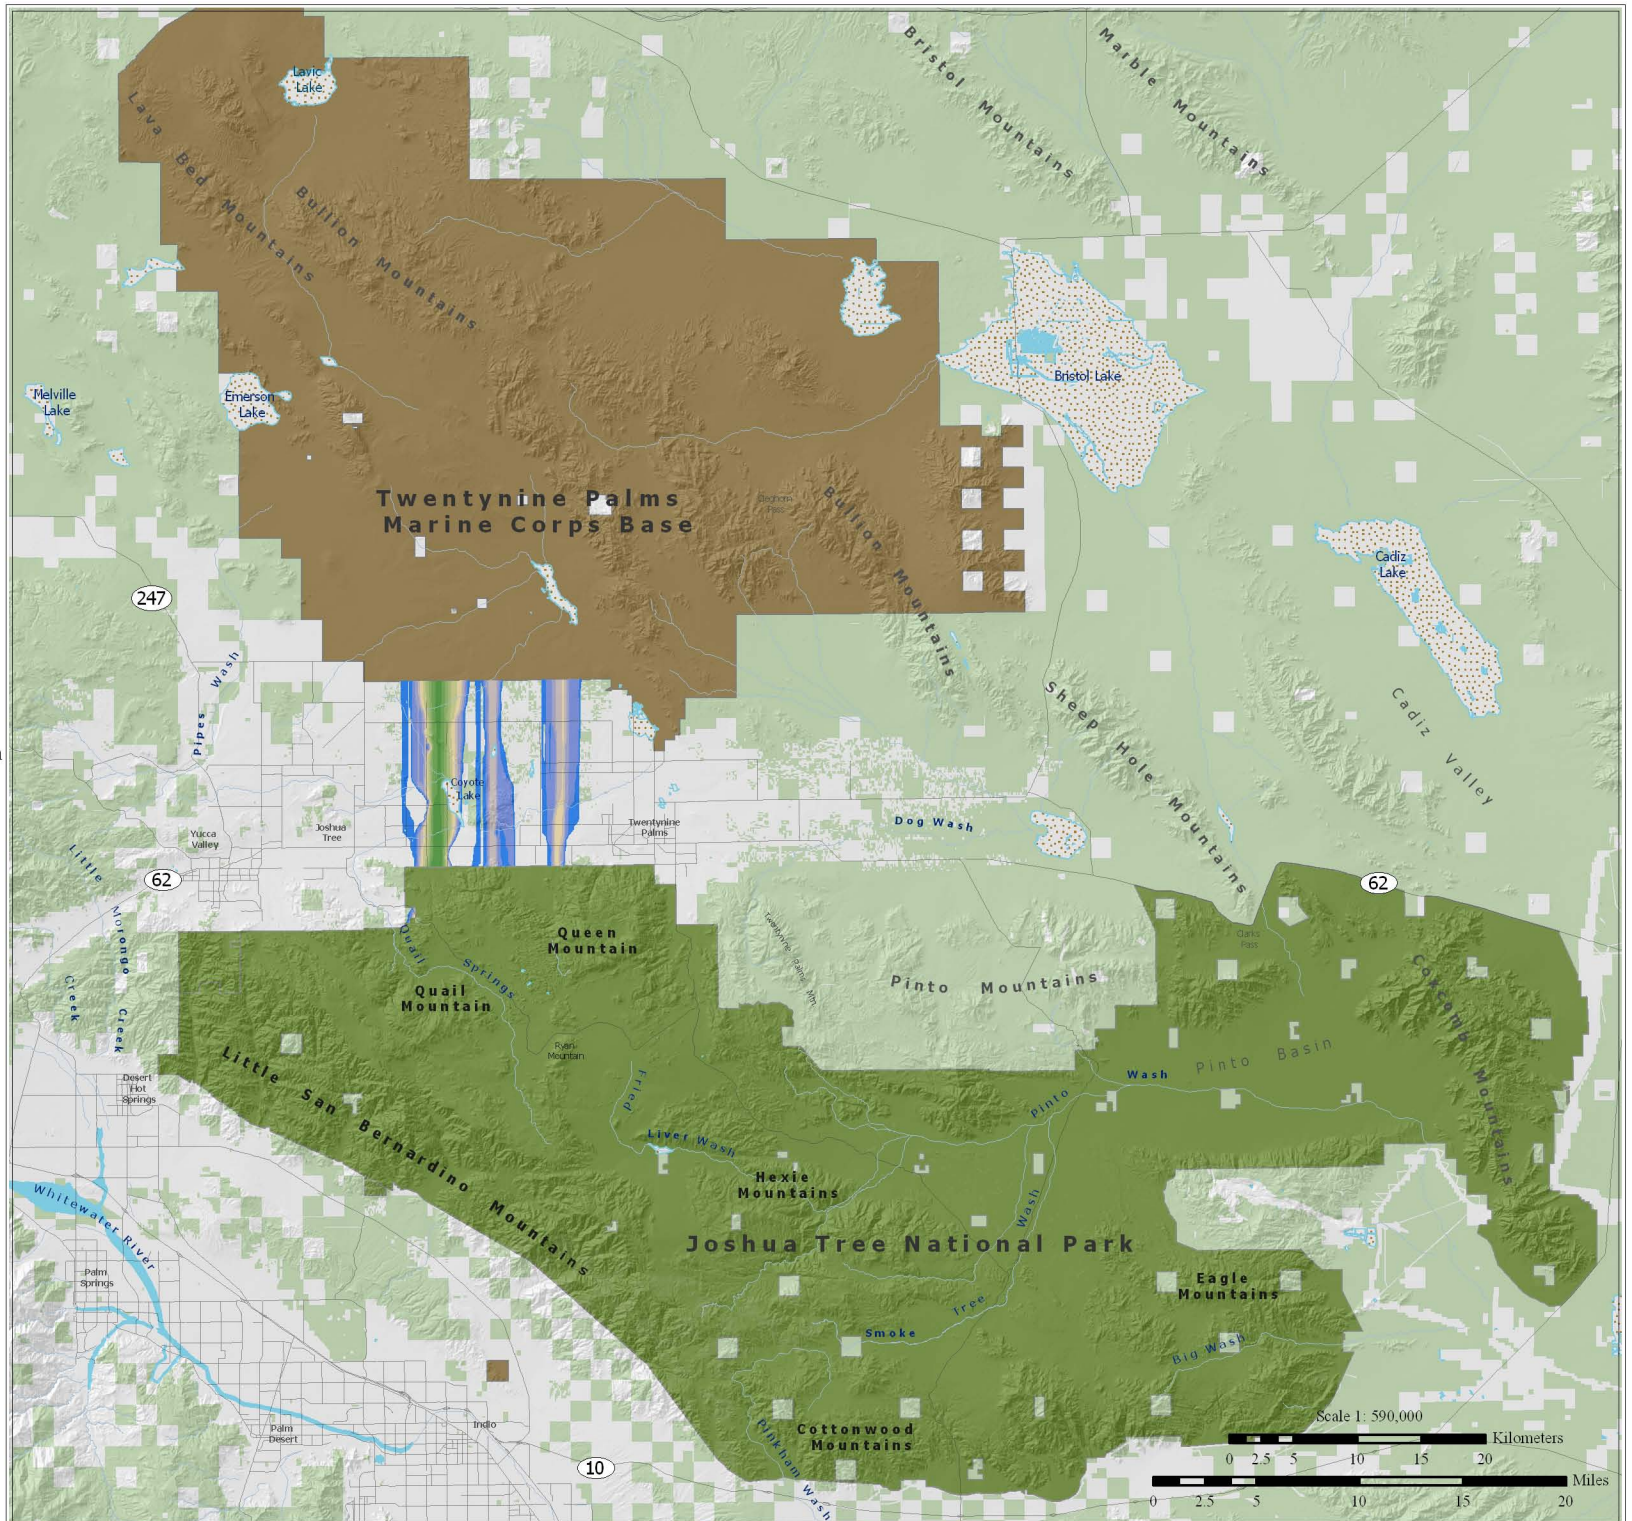 Bristol Mountains
Marble Mountains
Lavic
Lake
Lava Bed Mountains
Bullion Mountains
Melville
Lake
Emerson
Lake
Bristol Lake
Twentynine Palms
Marine Corps Base
Bullion Mountains
Cadiz
Lake
247
Pipes Wash
Sheep Hole Mountains
Cadiz Valley
Coyote
Lake
Yucca
Valley
Joshua
Tree
Twentynine
Palms
Dog Wash
62
62
Little Morongo Creek
Creek
Quail Springs
Queen
Mountain
Quail
Mountain
Twentynine Palms Mtn
Pinto Mountains
Clarks
Pass
Coxcomb Mountains
Ryan
Mountain
Little San Bernardino Mountains
Desert
Hot
Springs
Fried
Liver Wash
Pinto
Wash
Pinto Basin
Hexie
Mountains
Wash
Whitewater River
Joshua Tree National Park
Palm
Springs
Eagle
Mountains
Tree
Smoke
Big Wash
Palm
Desert
Indio
Cottonwood
Mountains
Pinkham Wash
10
Scale 1: 590,000
Kilometers
0 2.5 5 10 15 20
Miles
0 2.5 5 10 15 20